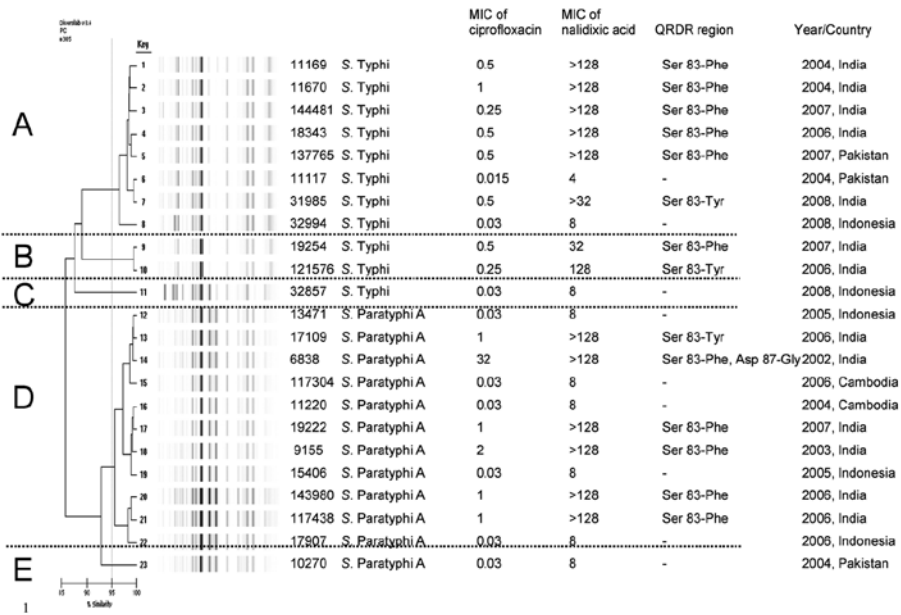 MIC of ciprofloxacin MIC of nalidixic acid QRDR region Year/Country
Key
A
1 11169 S. Typhi 0.5 >128 Ser 83-Phe 2004, India
2 11670 S. Typhi 1 >128 Ser 83-Phe 2004, India
3 144481 S. Typhi 0.25 >128 Ser 83-Phe 2007, India
4 18343 S. Typhi 0.5 >128 Ser 83-Phe 2006, India
5 137765 S. Typhi 0.5 >128 Ser 83-Phe 2007, Pakistan
6 11117 S. Typhi 0.015 4 - 2004, Pakistan
7 31985 S. Typhi 0.5 >32 Ser 83-Tyr 2008, India
8 32994 S. Typhi 0.03 8 - 2008, Indonesia
B
9 19254 S. Typhi 0.5 32 Ser 83-Phe 2007, India
10 121576 S. Typhi 0.25 128 Ser 83-Tyr 2006, India
C
11 32857 S. Typhi 0.03 8 - 2008, Indonesia
D
12 13471 S. Paratyphi A 0.03 8 - 2005, Indonesia
13 17109 S. Paratyphi A 1 >128 Ser 83-Tyr 2006, India
14 6838 S. Paratyphi A 32 >128 Ser 83-Phe, Asp 87-Gly 2002, India
15 117304 S. Paratyphi A 0.03 8 - 2006, Cambodia
16 11220 S. Paratyphi A 0.03 8 - 2004, Cambodia
17 19222 S. Paratyphi A 1 >128 Ser 83-Phe 2007, India
18 9155 S. Paratyphi A 2 >128 Ser 83-Phe 2003, India
19 15406 S. Paratyphi A 0.03 8 - 2005, Indonesia
20 143980 S. Paratyphi A 1 >128 Ser 83-Phe 2006, India
21 117438 S. Paratyphi A 1 >128 Ser 83-Phe 2006, India
22 17907 S. Paratyphi A 0.03 8 - 2006, Indonesia
E
23 10270 S. Paratyphi A 0.03 8 - 2004, Pakistan
85 90 95 100
% Similarity
1